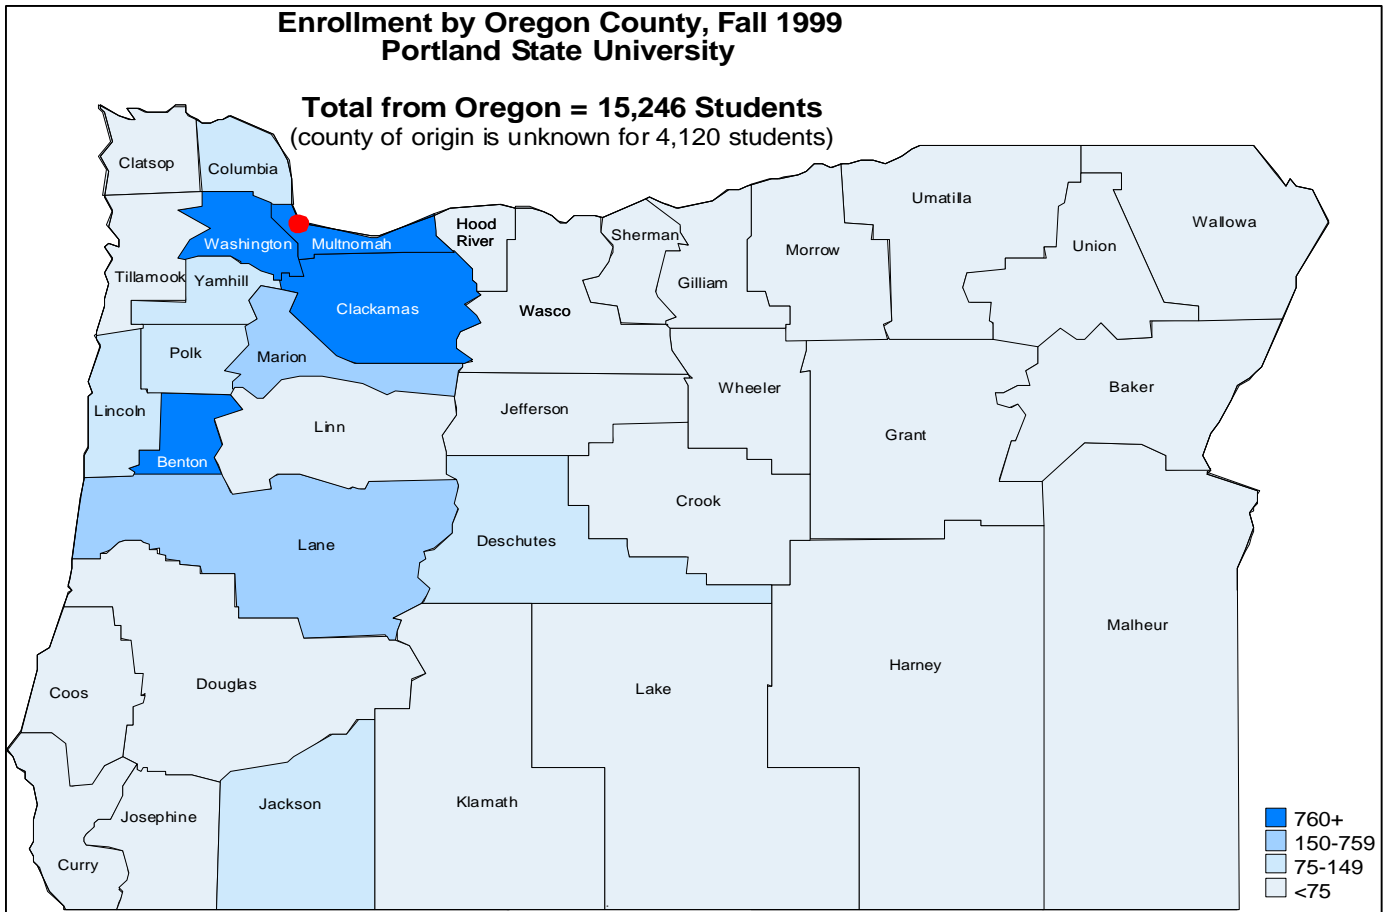 Enrollment by Oregon County, Fall 1999
Portland State University
Total from Oregon = 15,246 Students
(county of origin is unknown for 4,120 students)
Clatsop
Columbia
Umatilla
Wallowa
Hood
River
Sherman
Washington
Multnomah
Morrow
Union
Tillamook
Yamhill
Gilliam
Clackamas
Wasco
Polk
Marion
Wheeler
Baker
Lincoln
Jefferson
Linn
Grant
Benton
Crook
Lane
Deschutes
Malheur
Harney
Douglas
Lake
Coos
Klamath
Jackson
Josephine
Curry
760+
150-759
75-149
<75